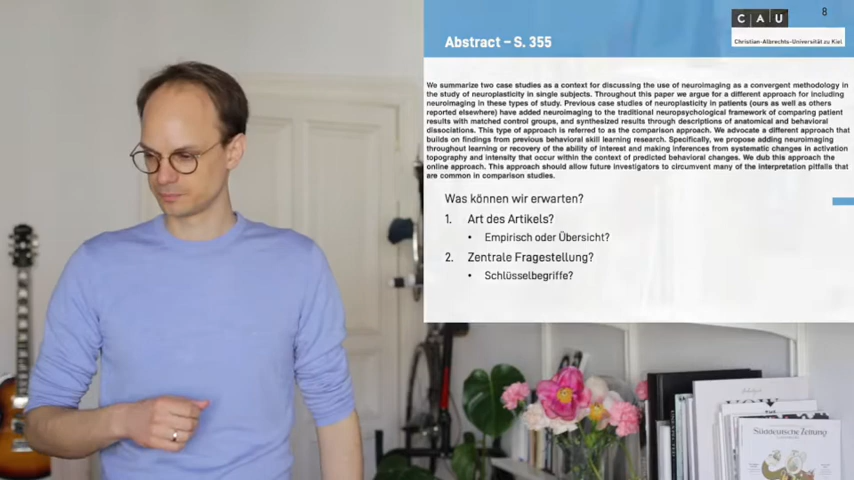 C A U
8
Christian-Albrechts-Universität zu Kiel
Abstract – S. 355
We summarize two case studies as a context for discussing the use of neuroimaging as a convergent methodology in
the study of neuroplasticity in single subjects. Throughout this paper we argue for a different approach for including
neuroimaging in these types of study. Previous case studies of neuroplasticity in patients (ours as well as others
reported elsewhere) have added neuroimaging to the traditional neuropsychological framework of comparing patient
results with matched control groups, and synthesized results through descriptions of anatomical and behavioral
dissociations. This type of approach is referred to as the comparison approach. We advocate a different approach that
builds on findings from previous behavioral skill learning research. Specifically, we propose adding neuroimaging
throughout learning or recovery of the ability of interest and making inferences from systematic changes in activation
topography and intensity that occur within the context of predicted behavioral changes. We dub this approach the
online approach. This approach should allow future investigators to circumvent many of the interpretation pitfalls that
are common in comparison studies.
Was können wir erwarten?
1. Art des Artikels?
• Empirisch oder Übersicht?
2. Zentrale Fragestellung?
• Schlüsselbegriffe?
Süddeutsche Zeitung